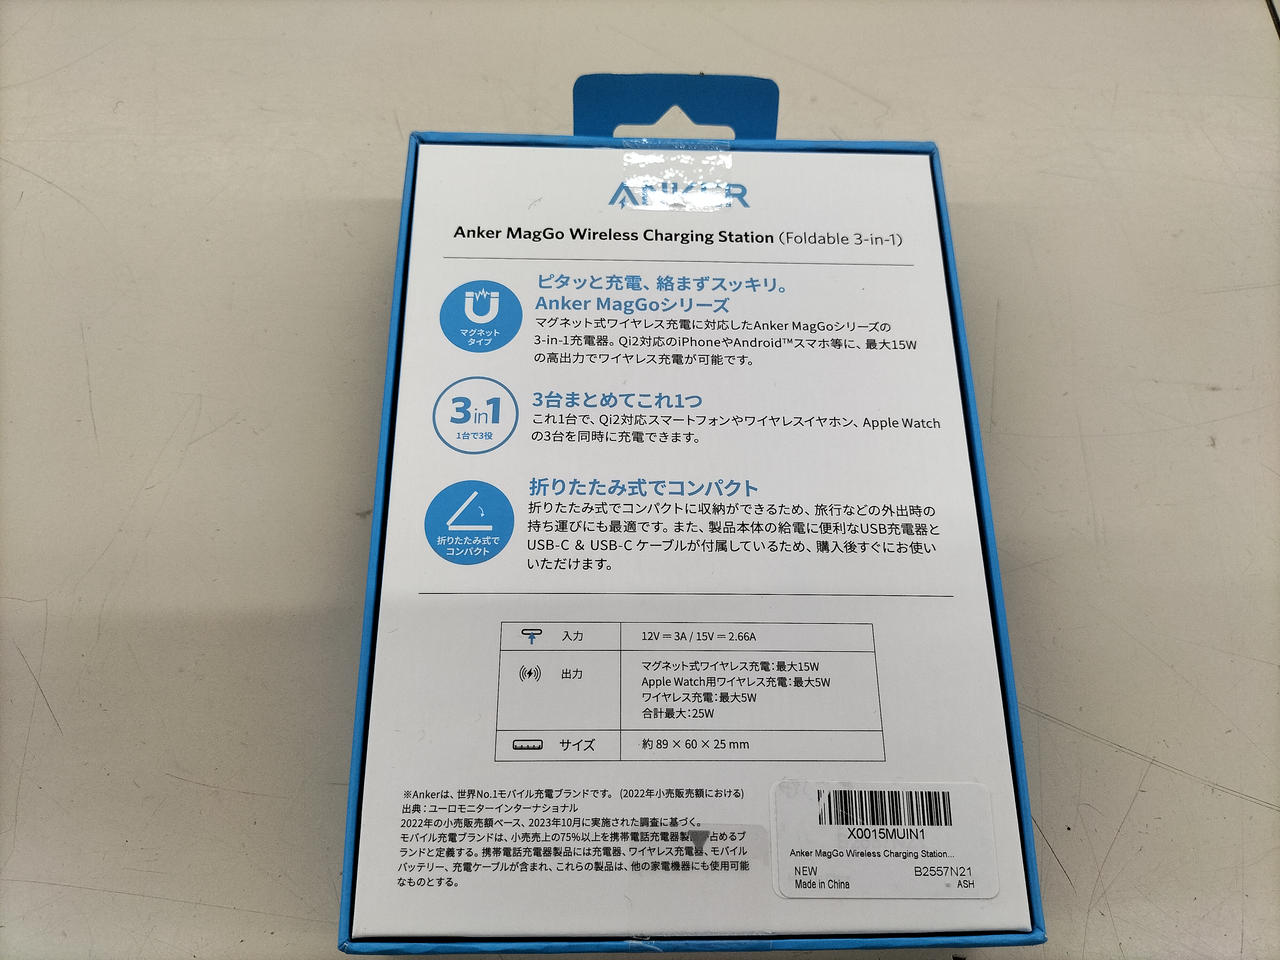 ANKER
Anker MagGo Wireless Charging Station (Foldable 3-in-1)
マグネット
タイプ
ピタッと充電、絡まずスッキリ。
Anker MagGoシリーズ
マグネット式ワイヤレス充電に対応したAnker MagGoシリーズの
3-in-1充電器。Qi2対応のiPhoneやAndroid™スマホ等に、最大15W
の高出力でワイヤレス充電が可能です。
3in1
1台で3役
3台まとめてこれ1つ
これ1台で、Qi2対応スマートフォンやワイヤレスイヤホン、Apple Watch
の3台を同時に充電できます。
折りたたみ式で
コンパクト
折りたたみ式でコンパクト
折りたたみ式でコンパクトに収納ができるため、旅行などの外出時の
持ち運びにも最適です。また、製品本体の給電に便利なUSB充電器と
USB-C & USB-C ケーブルが付属しているため、購入後すぐにお使い
いただけます。
入力 12V ⎓ 3A / 15V ⎓ 2.66A
出力 マグネット式ワイヤレス充電：最大15W
Apple Watch用ワイヤレス充電：最大5W
ワイヤレス充電：最大5W
合計最大：25W
サイズ 約 89 × 60 × 25 mm
※Ankerは、世界No.1モバイル充電ブランドです。(2022年小売販売額における)
出典：ユーロモニターインターナショナル
2022年の小売販売額ベース、2023年10月に実施された調査に基づく。
モバイル充電ブランドは、小売売上の75%以上を携帯電話充電器製 占めるブ
ランドと定義する。携帯電話充電器製品には充電器、ワイヤレス充電器、モバイル
バッテリー、充電ケーブルが含まれ、これらの製品は、他の家電機器にも使用可能
なものとする。
X0015MUIN1
Anker MagGo Wireless Charging Station...
NEW B2557N21
Made in China ASH